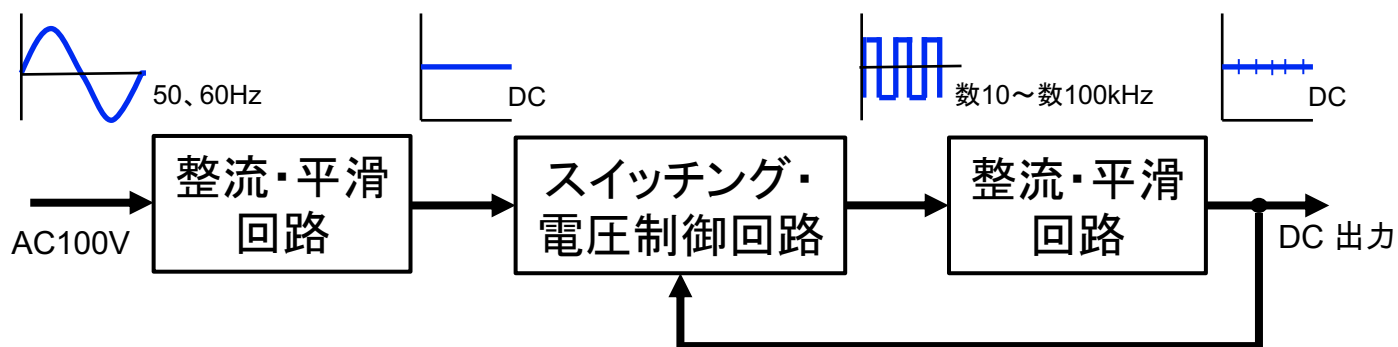 50、60Hz
DC
数10～数100kHz
DC
整流・平滑
回路
スイッチング・
電圧制御回路
整流・平滑
回路
AC100V
DC 出力